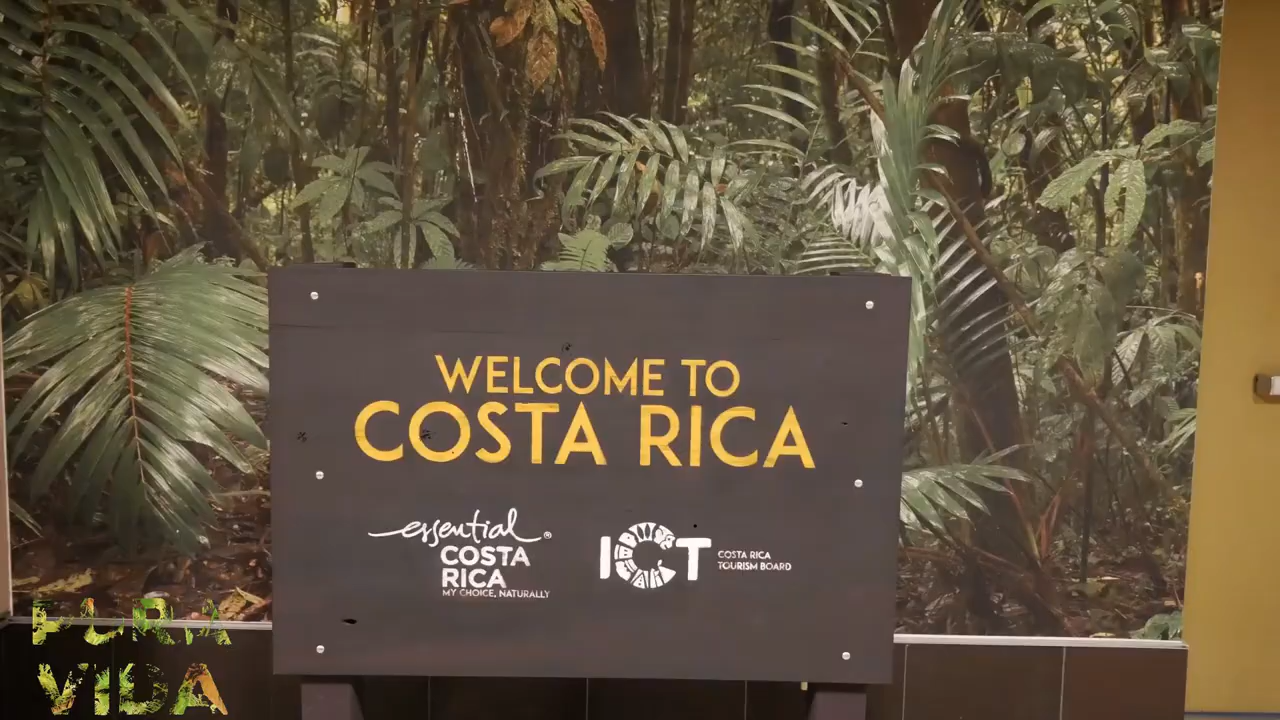 WELCOME TO
COSTA RICA
essential®
COSTA
RICA
MY CHOICE, NATURALLY
ICT
COSTA RICA
TOURISM BOARD
PURA
VIDA